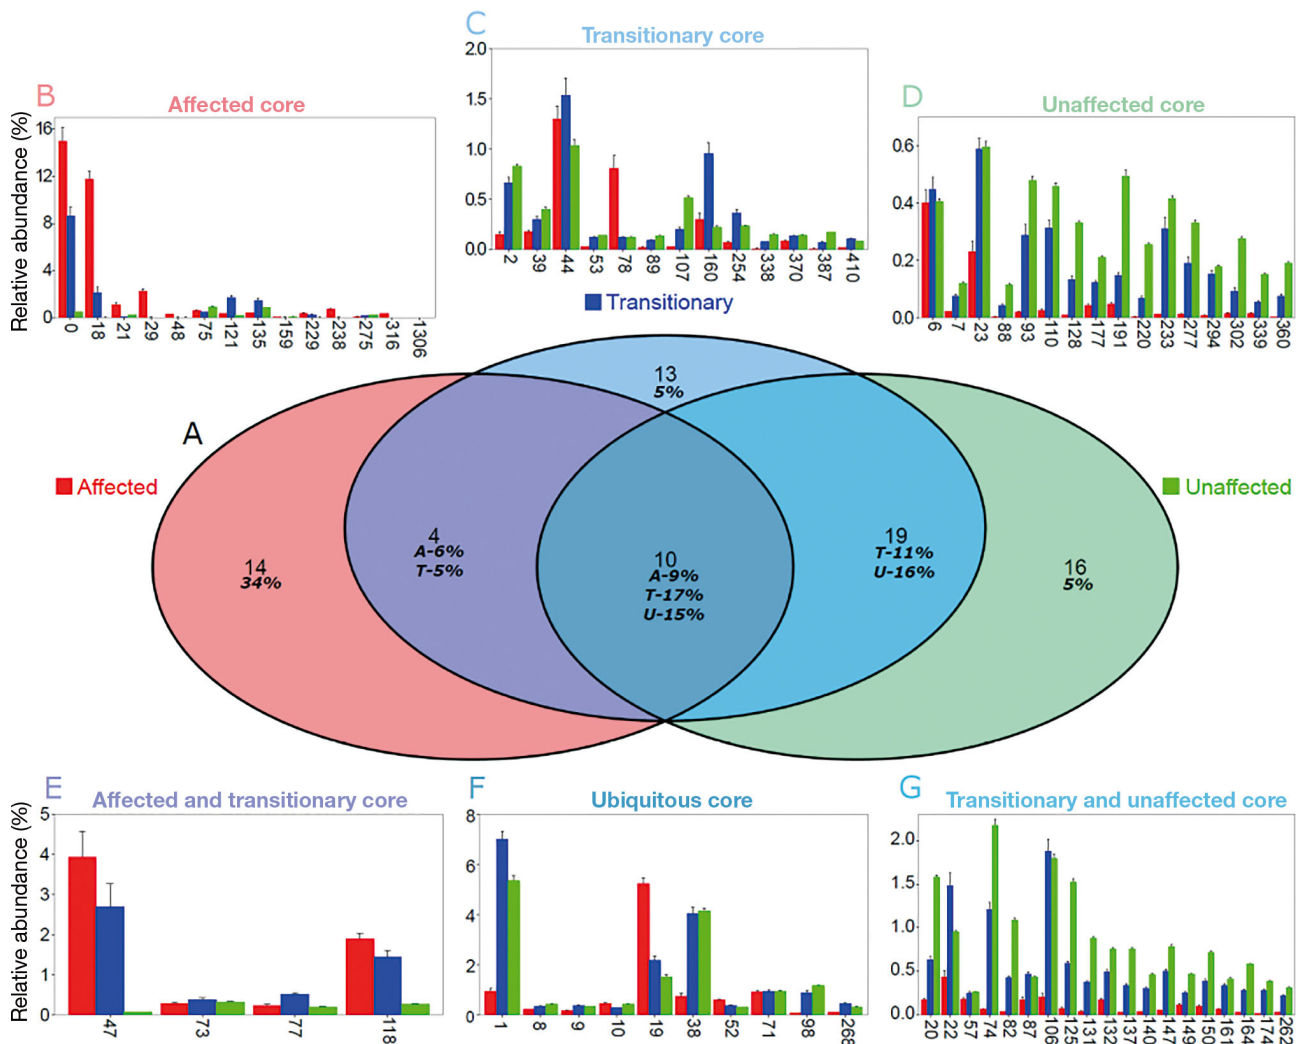 C
Transitionary core
2.0
1.5
1.0
0.5
0.0
2 39 44 53 78 89 107 160 254 338 370 387 410
Transitionary
B
Affected core
Relative abundance (%)
16
12
8
4
0
0 18 21 29 48 75 121 135 159 229 238 275 316 1306
D
Unaffected core
0.6
0.4
0.2
0.0
6 7 23 88 93 110 128 177 191 220 233 277 294 302 339 360
A
Affected
Unaffected
13
5%
14
34%
4
A-6%
T-5%
10
A-9%
T-17%
U-15%
19
T-11%
U-16%
16
5%
E
Affected and transitionary core
Relative abundance (%)
5
4
3
2
1
0
47 73 77 118
F
Ubiquitous core
8
6
4
2
0
1 8 9 10 19 38 52 71 98 268
G
Transitionary and unaffected core
2.0
1.5
1.0
0.5
0.0
20 22 57 74 82 87 106 125 131 132 137 140 147 149 150 161 164 174 262